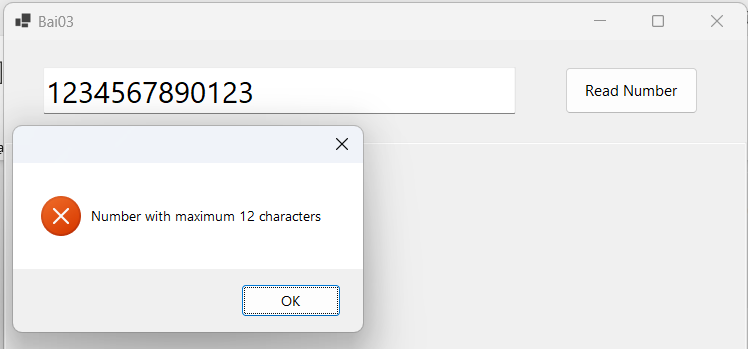 Bai03
1234567890123
Read Number
Number with maximum 12 characters
OK